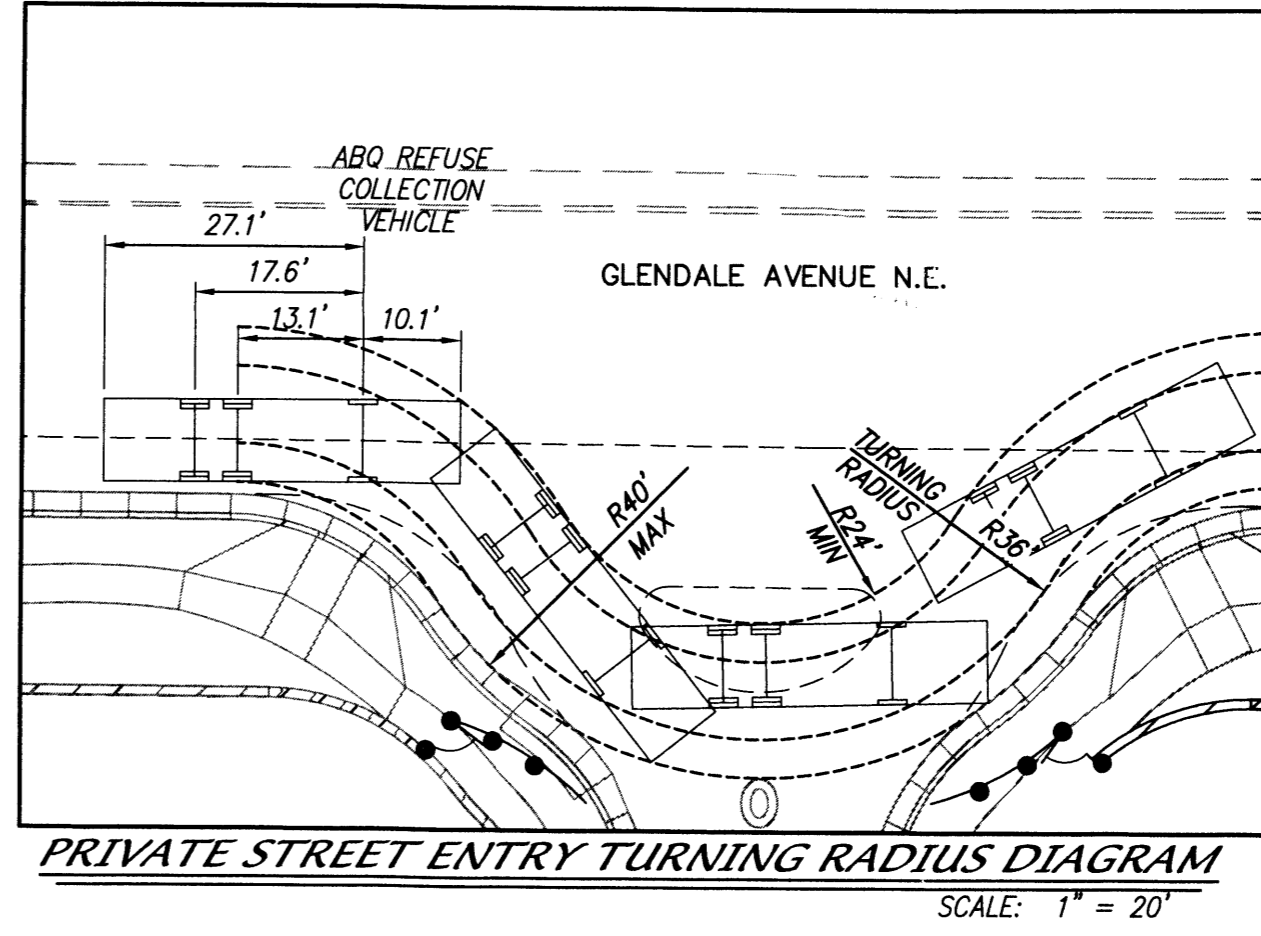 ABQ REFUSE
COLLECTION
VEHICLE
27.1'
17.6'
13.1'
10.1'
GLENDALE AVENUE N.E.
R40'
MAX
TURNING
RADIUS
R24'
MIN
R36'
PRIVATE STREET ENTRY TURNING RADIUS DIAGRAM
SCALE: 1" = 20'